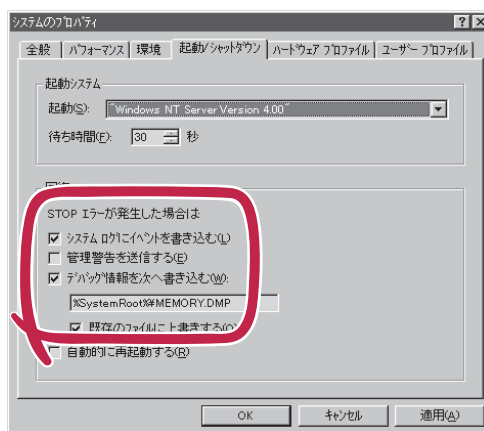 システムのプロパティ
全般 パフォーマンス 環境 起動/シャットダウン ハードウェア プロファイル ユーザー プロファイル
起動システム
起動(S): "Windows NT Server Version 4.00"
待ち時間(F): 30 秒
STOP エラーが発生した場合は
システム ログにイベントを書き込む(L)
管理警告を送信する(E)
デバッグ情報を次へ書き込む(W):
%SystemRoot%¥MEMORY.DMP
既存のファイルに上書きする(O)
自動的に再起動する(R)
OK キャンセル 適用(A)